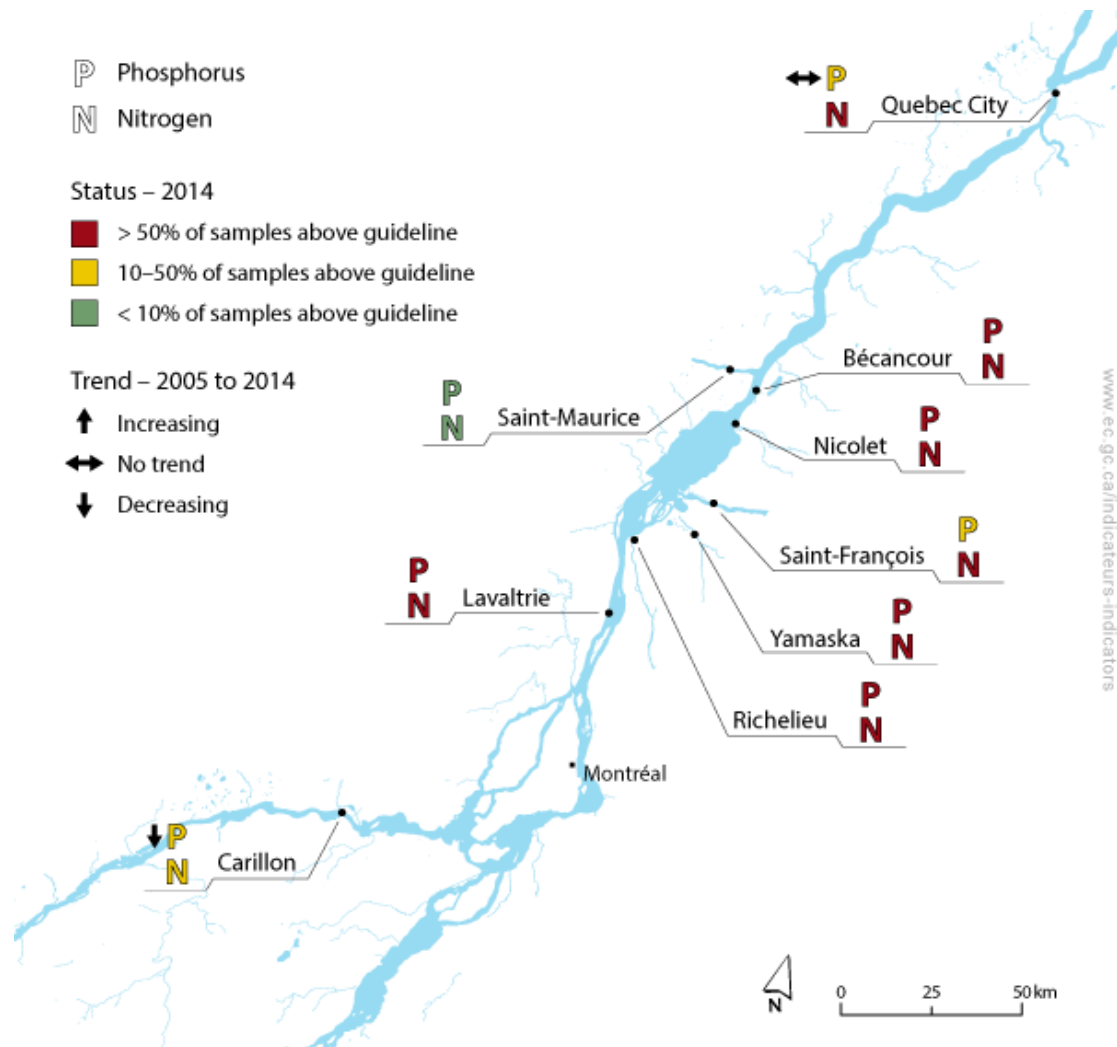 P Phosphorus
N Nitrogen
Status – 2014
> 50% of samples above guideline
10–50% of samples above guideline
< 10% of samples above guideline
Trend – 2005 to 2014
Increasing
No trend
Decreasing
P
N Quebec City
P
N Bécancour
P
N Saint-Maurice
P
N Nicolet
P
N Saint-François
P
N Lavaltrie
P
N Yamaska
P
N Richelieu
Montréal
P
N Carillon
N
0 25 50 km
www.ec.gc.ca/indicateurs-indicators